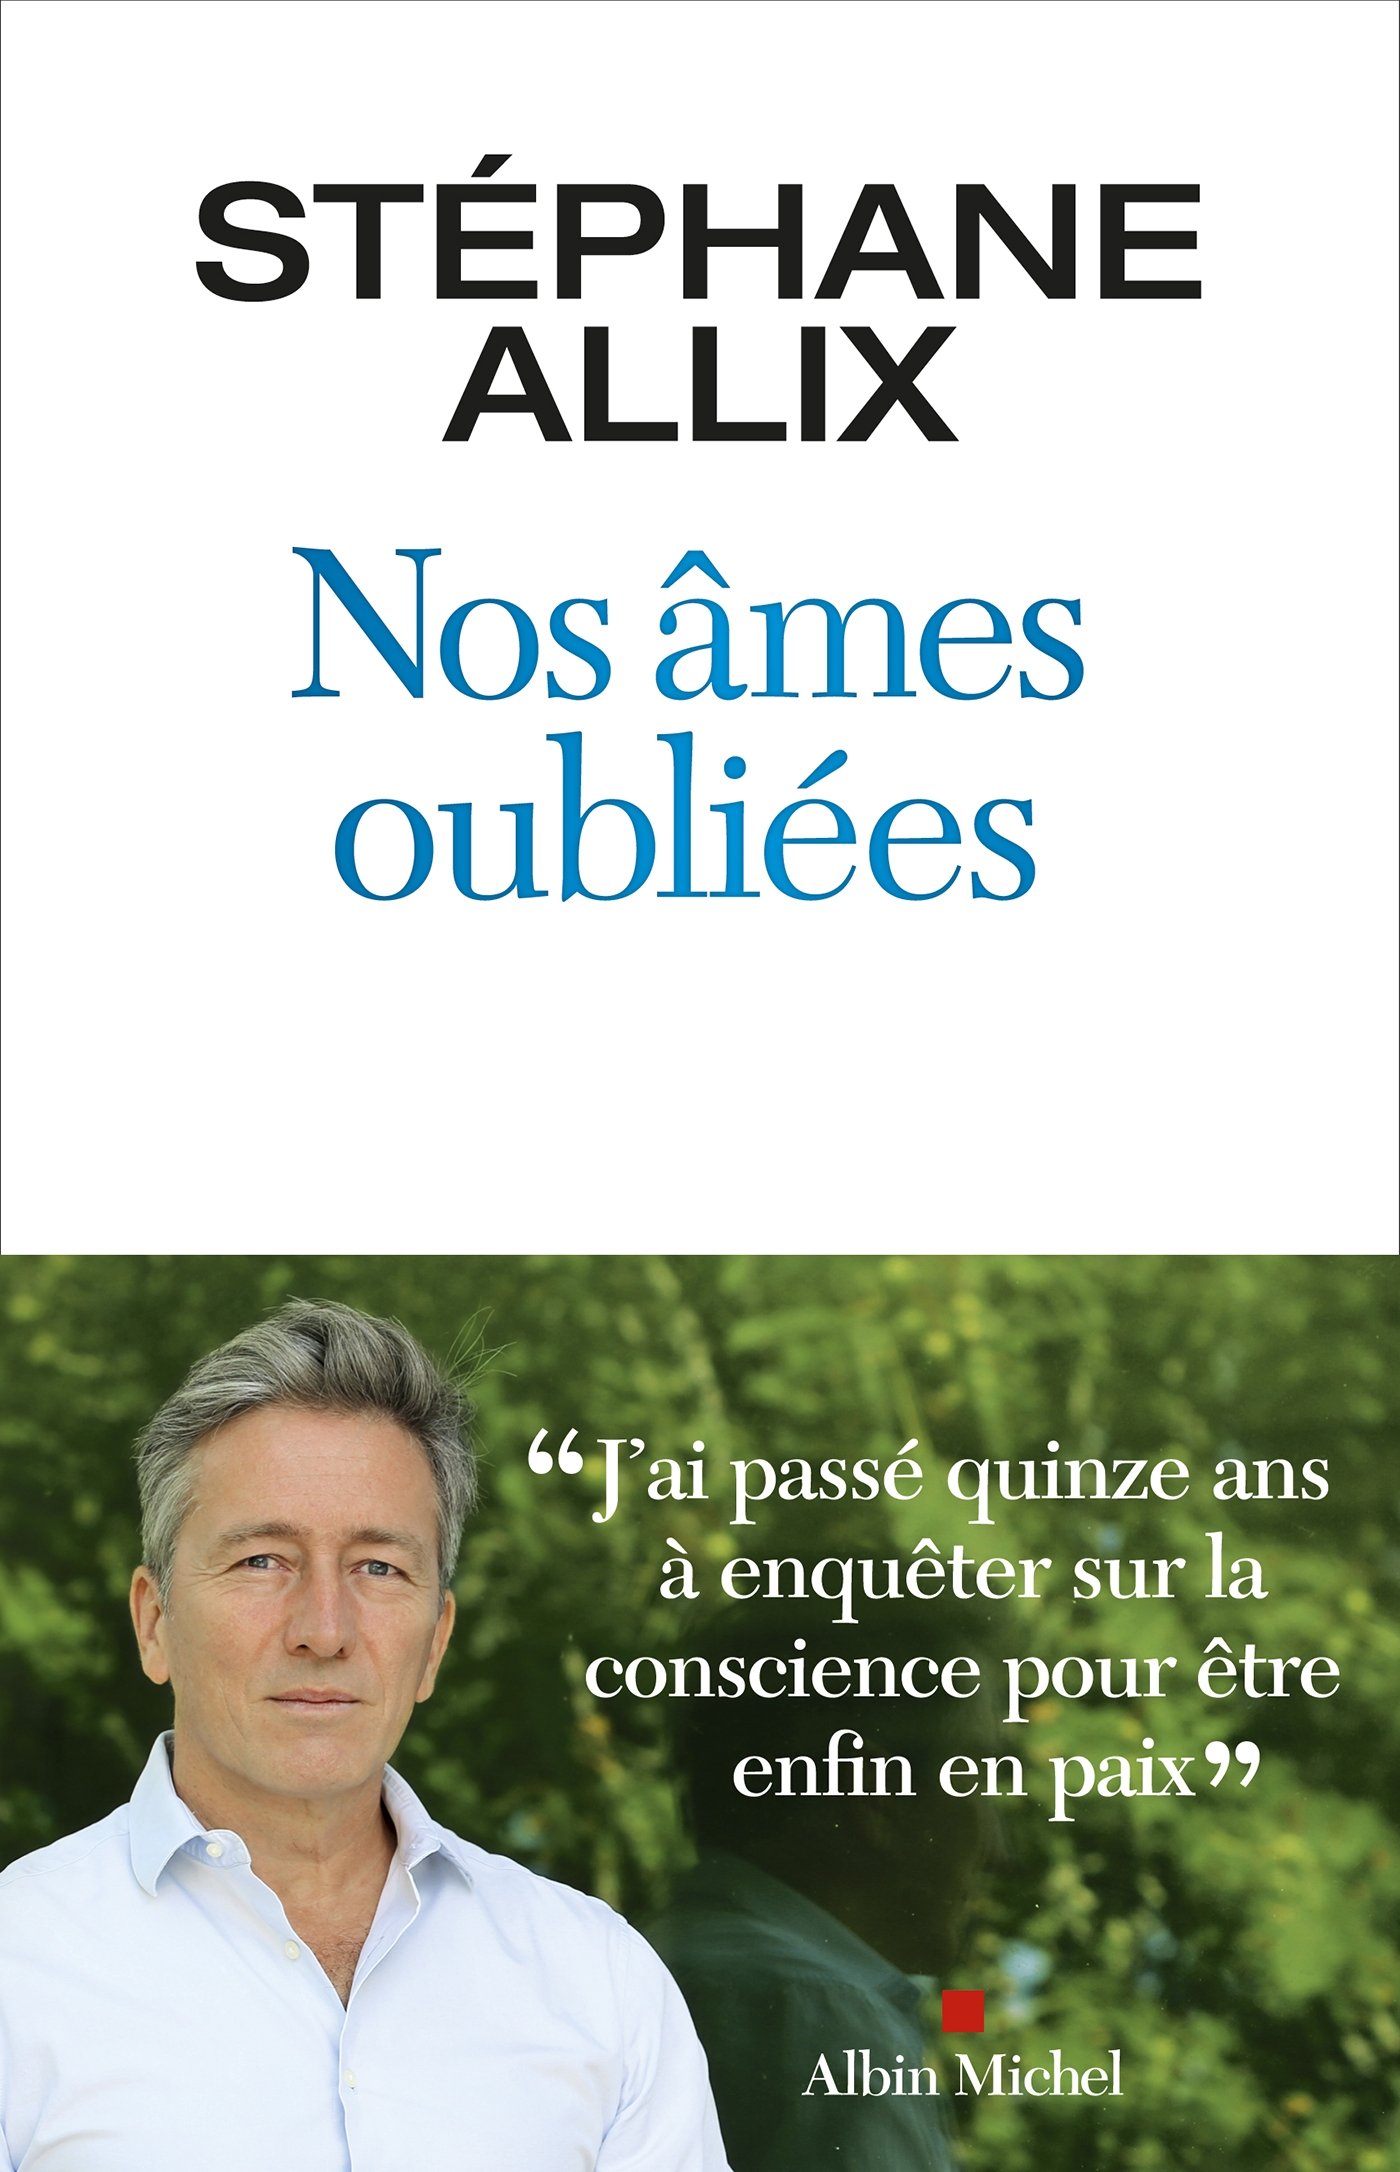 STÉPHANE
ALLIX
Nos âmes
oubliées
“J’ai passé quinze ans
à enquêter sur la
conscience pour être
enfin en paix”
Albin Michel